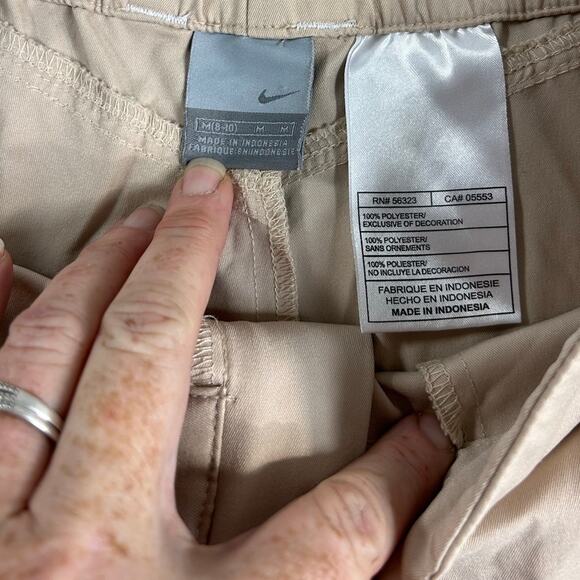 M(8-10) M M
MADE IN INDONESIA
FABRIQUE EN INDONESIE
RN# 56323 CA# 05553
100% POLYESTER/
EXCLUSIVE OF DECORATION
100% POLYESTER/
SANS ORNEMENTS
100% POLIESTER/
NO INCLUYE LA DECORACION
FABRIQUE EN INDONESIE
HECHO EN INDONESIA
MADE IN INDONESIA